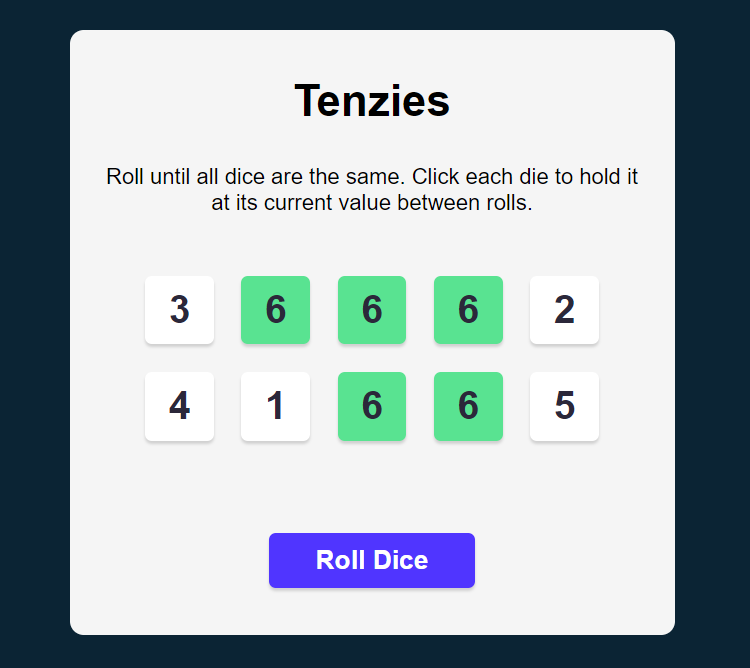 Tenzies
Roll until all dice are the same. Click each die to hold it
at its current value between rolls.
3 6 6 6 2
4 1 6 6 5
Roll Dice